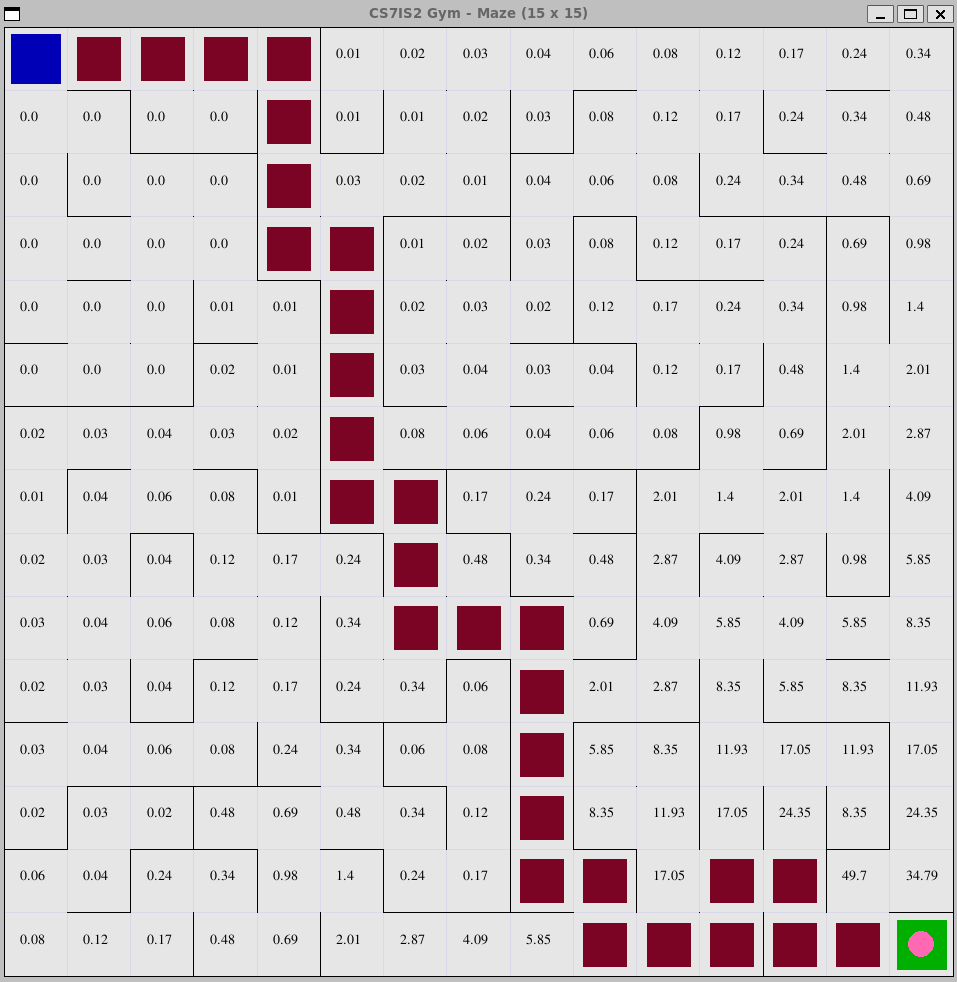 CS7IS2 Gym - Maze (15 x 15)
0.01 0.02 0.03 0.04 0.06 0.08 0.12 0.17 0.24 0.34
0.0 0.0 0.0 0.0 0.01 0.01 0.02 0.03 0.08 0.12 0.17 0.24 0.34 0.48
0.0 0.0 0.0 0.0 0.03 0.02 0.01 0.04 0.06 0.08 0.24 0.34 0.48 0.69
0.0 0.0 0.0 0.0 0.01 0.02 0.03 0.08 0.12 0.17 0.24 0.69 0.98
0.0 0.0 0.0 0.01 0.01 0.02 0.03 0.02 0.12 0.17 0.24 0.34 0.98 1.4
0.0 0.0 0.0 0.02 0.01 0.03 0.04 0.03 0.04 0.12 0.17 0.48 1.4 2.01
0.02 0.03 0.04 0.03 0.02 0.08 0.06 0.04 0.06 0.08 0.98 0.69 2.01 2.87
0.01 0.04 0.06 0.08 0.01 0.17 0.24 0.17 2.01 1.4 2.01 1.4 4.09
0.02 0.03 0.04 0.12 0.17 0.24 0.48 0.34 0.48 2.87 4.09 2.87 0.98 5.85
0.03 0.04 0.06 0.08 0.12 0.34 0.69 4.09 5.85 4.09 5.85 8.35
0.02 0.03 0.04 0.12 0.17 0.24 0.34 0.06 2.01 2.87 8.35 5.85 8.35 11.93
0.03 0.04 0.06 0.08 0.24 0.34 0.06 0.08 5.85 8.35 11.93 17.05 11.93 17.05
0.02 0.03 0.02 0.48 0.69 0.48 0.34 0.12 8.35 11.93 17.05 24.35 8.35 24.35
0.06 0.04 0.24 0.34 0.98 1.4 0.24 0.17 17.05 49.7 34.79
0.08 0.12 0.17 0.48 0.69 2.01 2.87 4.09 5.85